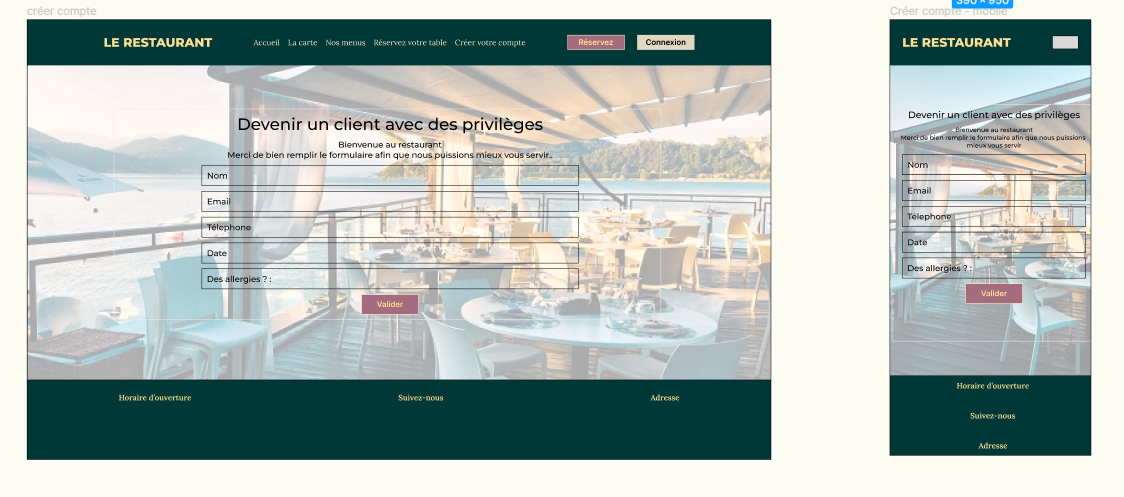 créer compte
LE RESTAURANT
Accueil La carte Nos menus Réservez votre table Créer votre compte
Réservez
Connexion
Devenir un client avec des privilèges
Bienvenue au restaurant
Merci de bien remplir le formulaire afin que nous puissions mieux vous servir..
Nom
Email
Télephone
Date
Des allergies ? :
Valider
Horaire d'ouverture
Suivez-nous
Adresse
390 × 950
Créer compte - mobile
LE RESTAURANT
Devenir un client avec des privilèges
Bienvenue au restaurant
Merci de bien remplir le formulaire afin que nous puissions
mieux vous servir
Nom
Email
Télephone
Date
Des allergies ? :
Valider
Horaire d'ouverture
Suivez-nous
Adresse